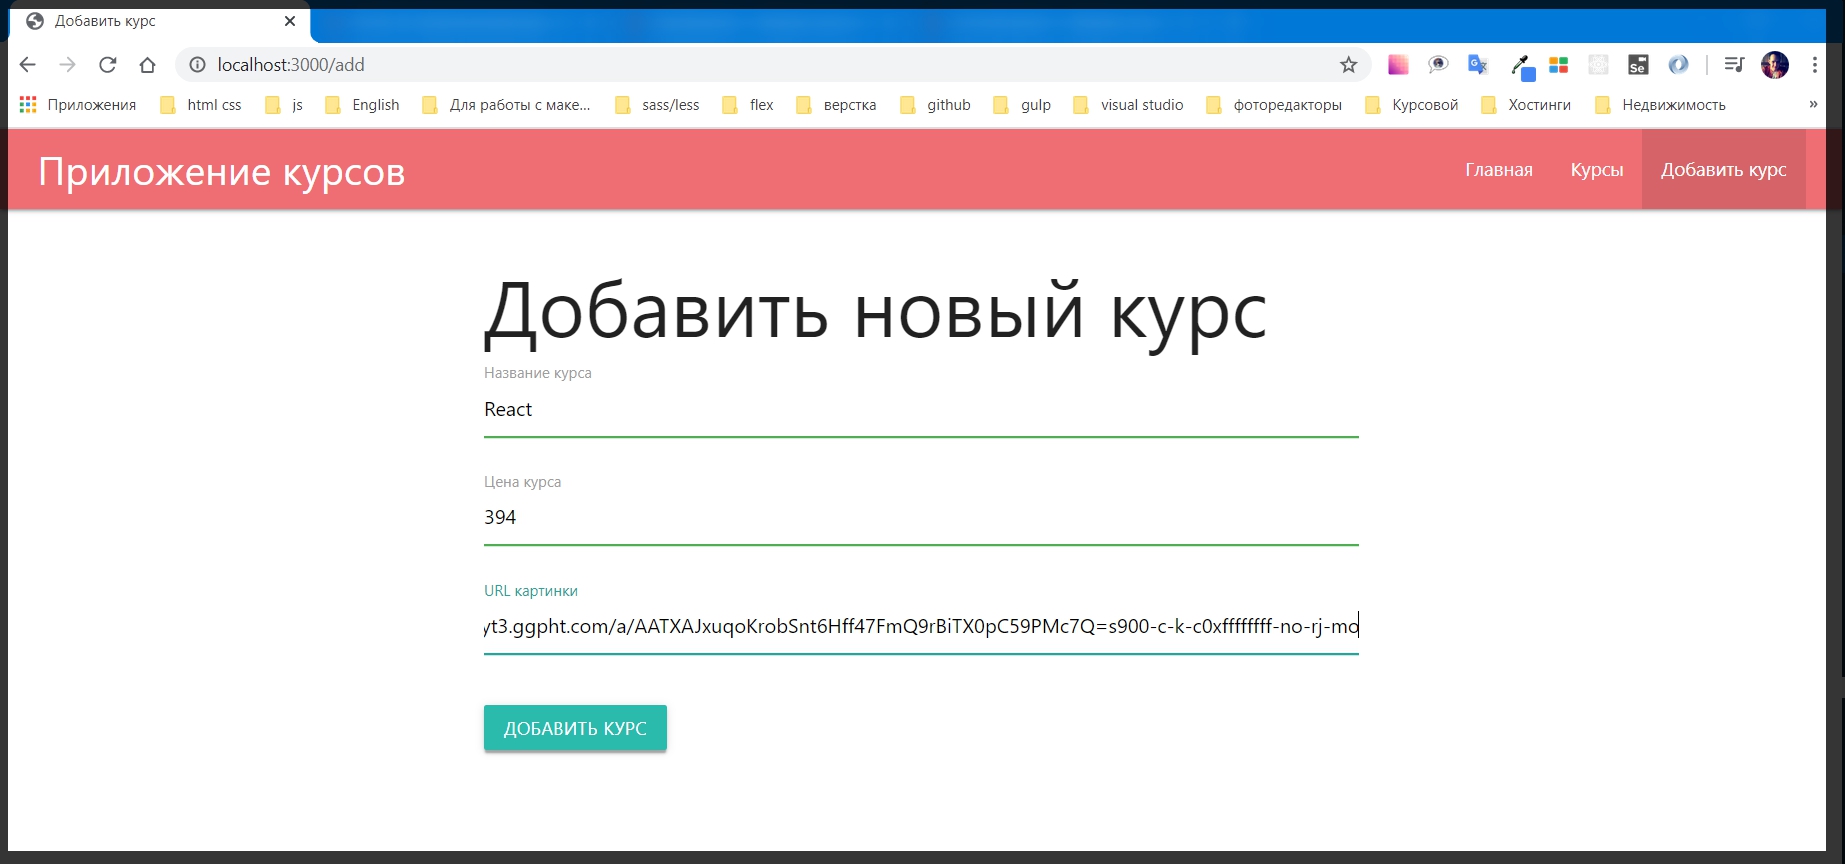 Добавить курс
localhost:3000/add
Se
Приложения html css js English Для работы с маке... sass/less flex верстка github gulp visual studio фоторедакторы Курсовой Хостинги Недвижимость »
Приложение курсов Главная Курсы Добавить курс
Добавить новый курс
Название курса
React
Цена курса
394
URL картинки
yt3.ggpht.com/a/AATXAJxuqoKrobSnt6Hff47FmQ9rBiTX0pC59PMc7Q=s900-c-k-c0xffffffff-no-rj-mo
ДОБАВИТЬ КУРС